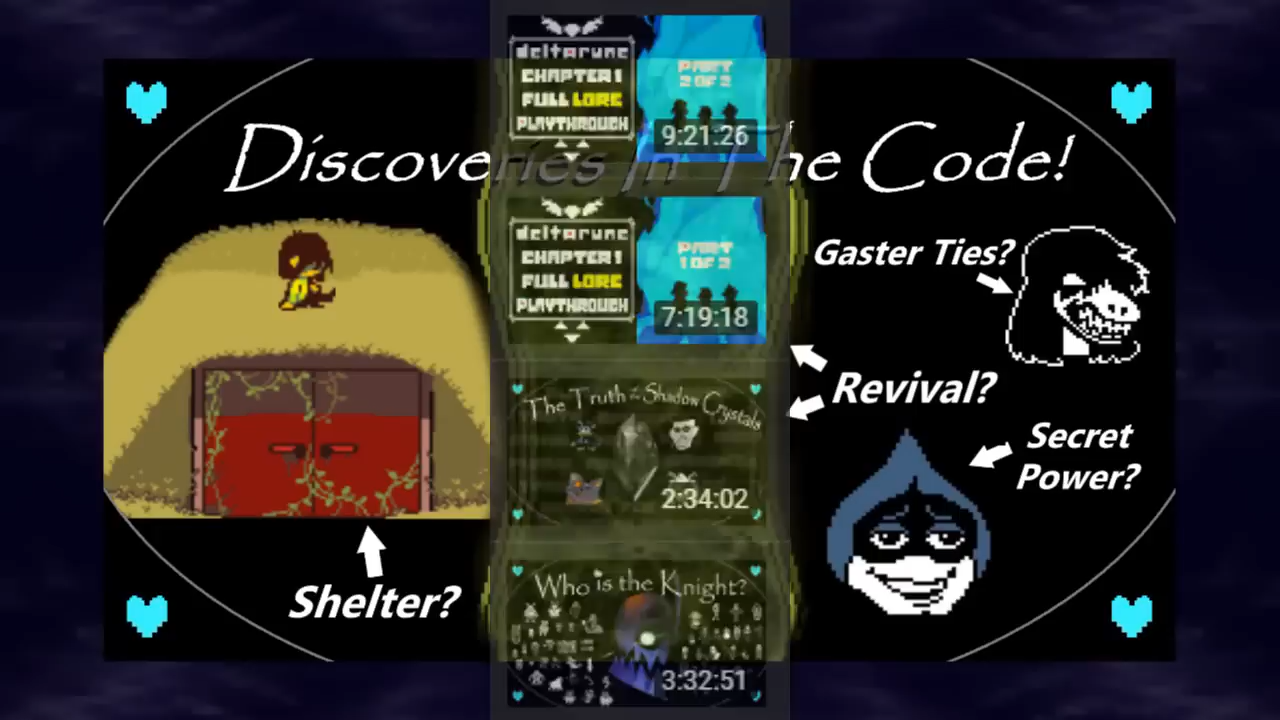 deltarune
CHAPTER 1
FULL LORE
PLAYTHROUGH
PART
2 OF 2
9:21:26
Discoveries In The Code!
deltarune
CHAPTER 1
FULL LORE
PLAYTHROUGH
PART
1 OF 2
7:19:18
Gaster Ties?
Revival?
The Truth of the Shadow Crystals
2:34:02
Secret
Power?
Who is the Knight?
3:32:51
Shelter?